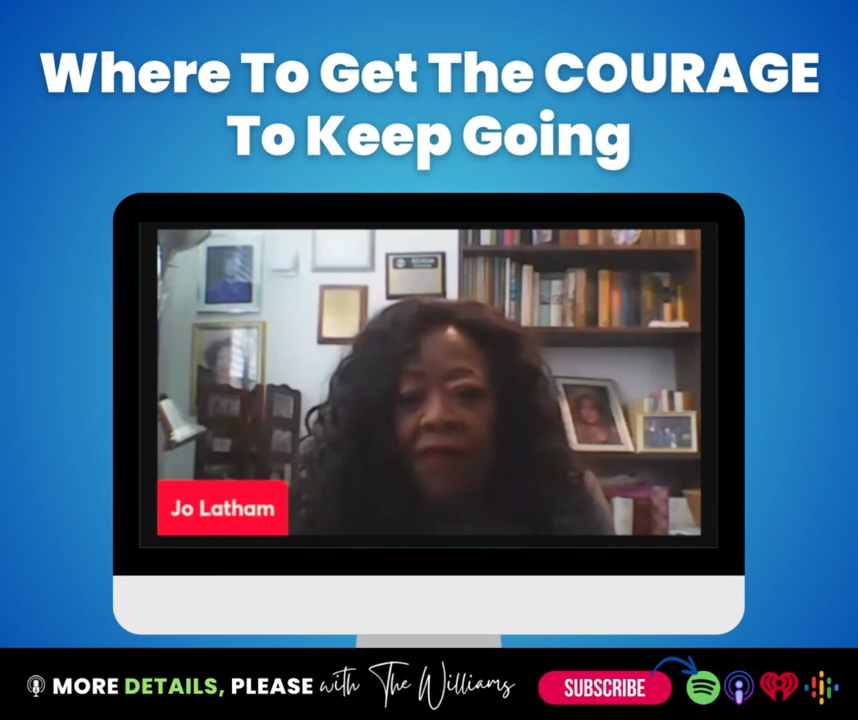 Where To Get The COURAGE
To Keep Going
Jo Latham
MORE DETAILS, PLEASE with The Williams
SUBSCRIBE